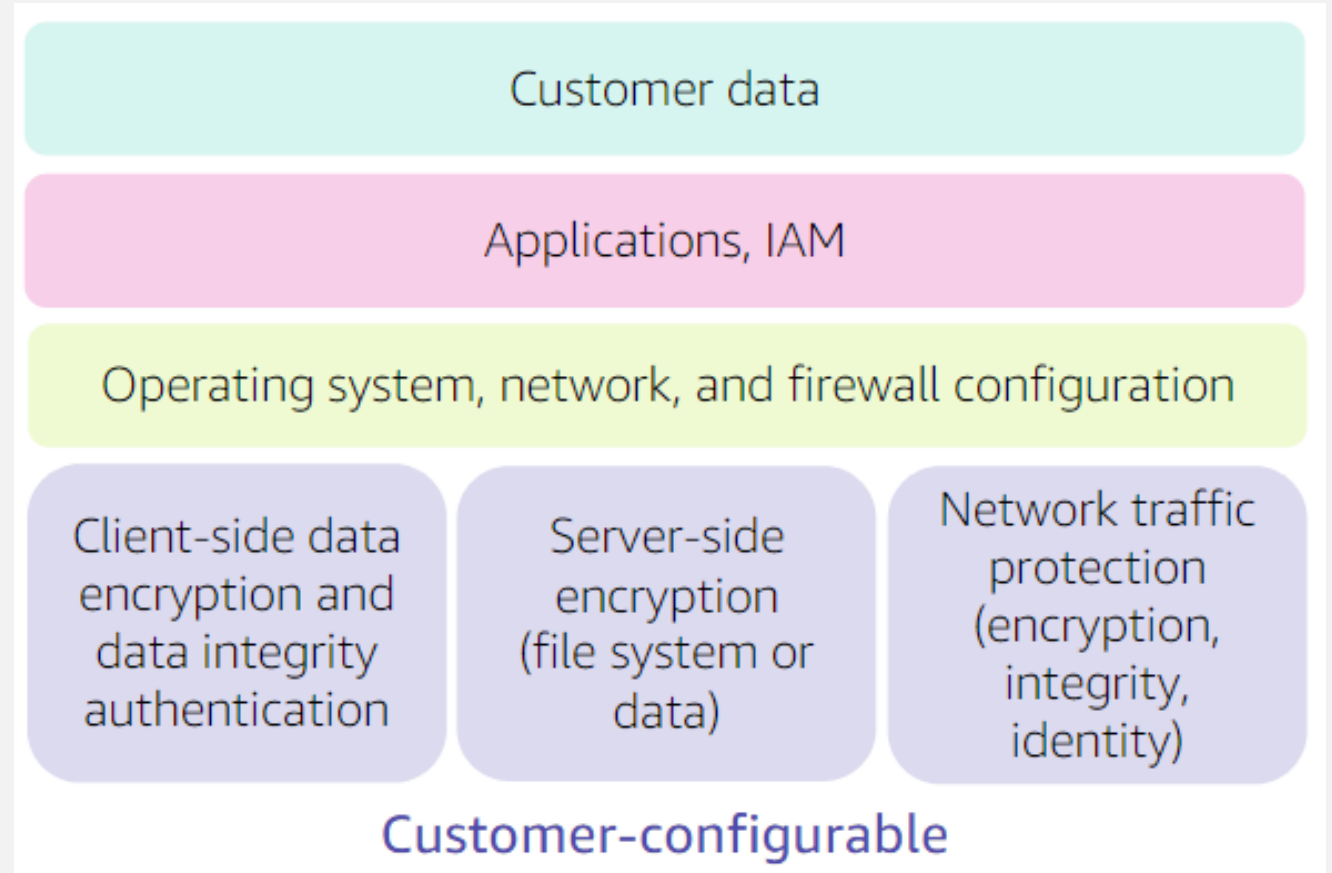 Customer data
Applications, IAM
Operating system, network, and firewall configuration
Client-side data
encryption and
data integrity
authentication
Server-side
encryption
(file system or
data)
Network traffic
protection
(encryption,
integrity,
identity)
Customer-configurable